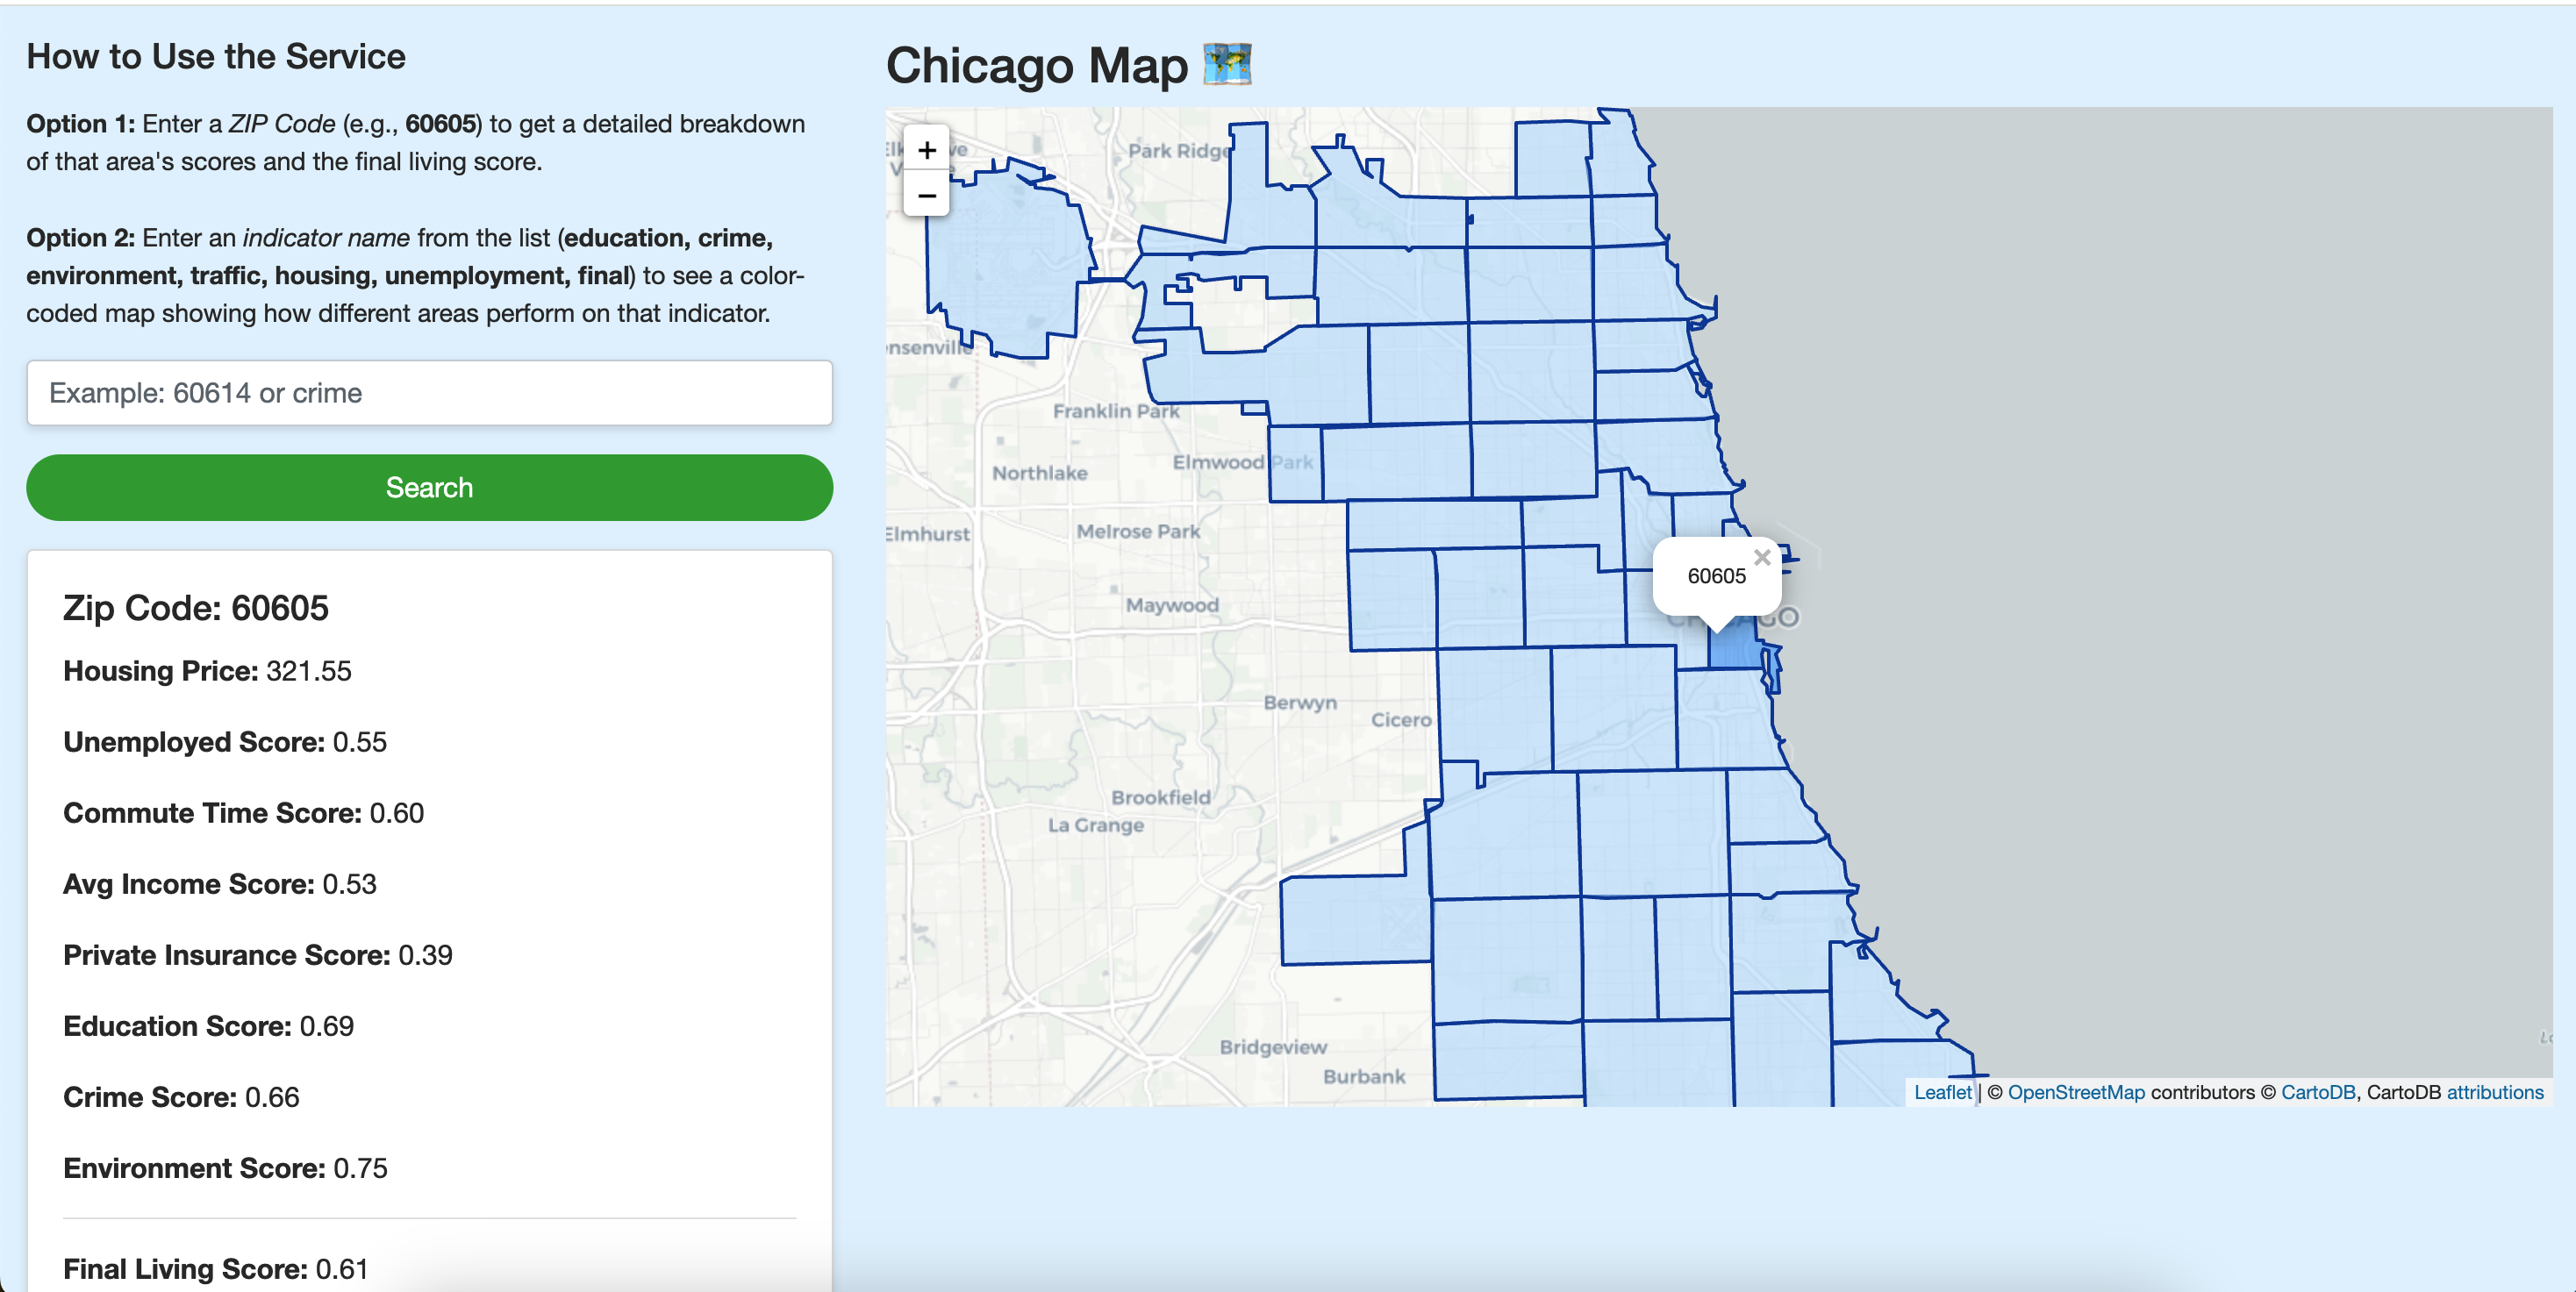 How to Use the Service
Option 1: Enter a ZIP Code (e.g., 60605) to get a detailed breakdown
of that area's scores and the final living score.
Option 2: Enter an indicator name from the list (education, crime,
environment, traffic, housing, unemployment, final) to see a color-
coded map showing how different areas perform on that indicator.
Example: 60614 or crime
Search
Zip Code: 60605
Housing Price: 321.55
Unemployed Score: 0.55
Commute Time Score: 0.60
Avg Income Score: 0.53
Private Insurance Score: 0.39
Education Score: 0.69
Crime Score: 0.66
Environment Score: 0.75
Final Living Score: 0.61
Chicago Map
+
−
Park Ridge
Franklin Park
Northlake
Elmwood Park
Elmhurst
Melrose Park
60605
×
Maywood
Berwyn
Cicero
Brookfield
La Grange
Bridgeview
Burbank
Leaflet | © OpenStreetMap contributors © CartoDB, CartoDB attributions